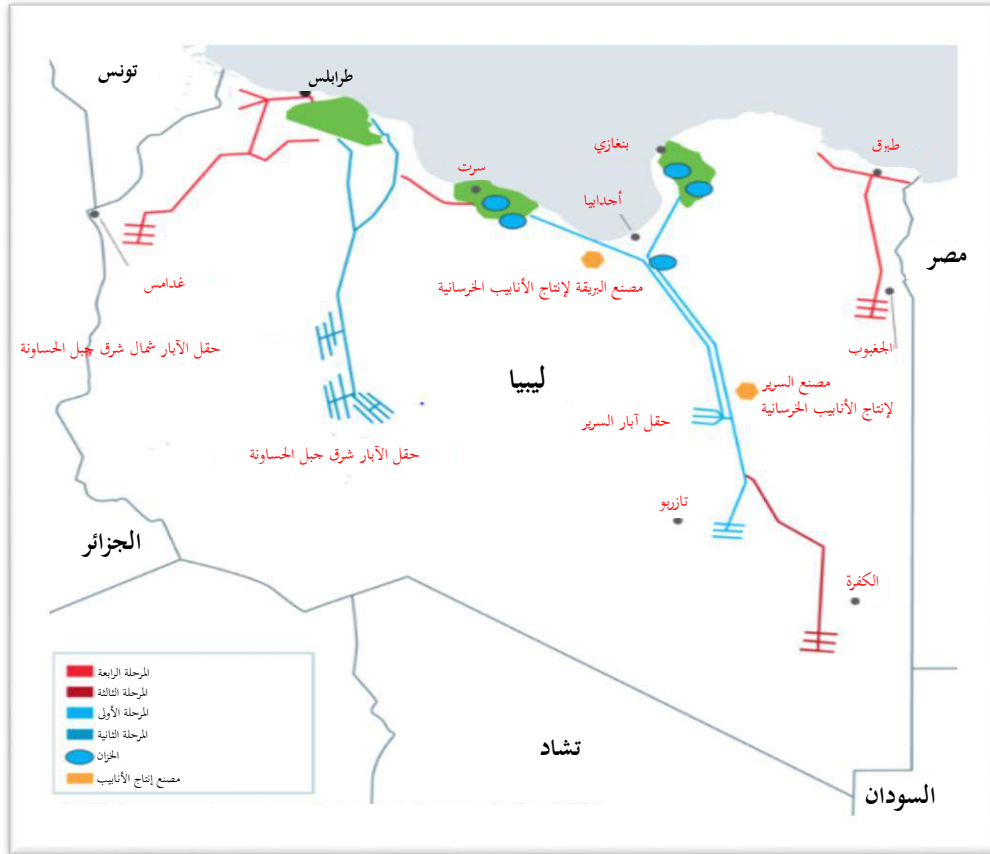 تونس
طرابلس
بنغازي
طبرق
سرت
أجدابيا
مصر
غدامس
مصنع البريقة لإنتاج الأنابيب الخرسانية
حقل الآبار شمال شرق جبل الحساونة
الجغبوب
ليبيا
مصنع السرير
لإنتاج الأنابيب الخرسانية
حقل آبار السرير
حقل الآبار شرق جبل الحساونة
تازربو
الجزائر
الكفرة
المرحلة الرابعة
المرحلة الثالثة
المرحلة الأولى
المرحلة الثانية
الخزان
مصنع إنتاج الأنابيب
تشاد
السودان